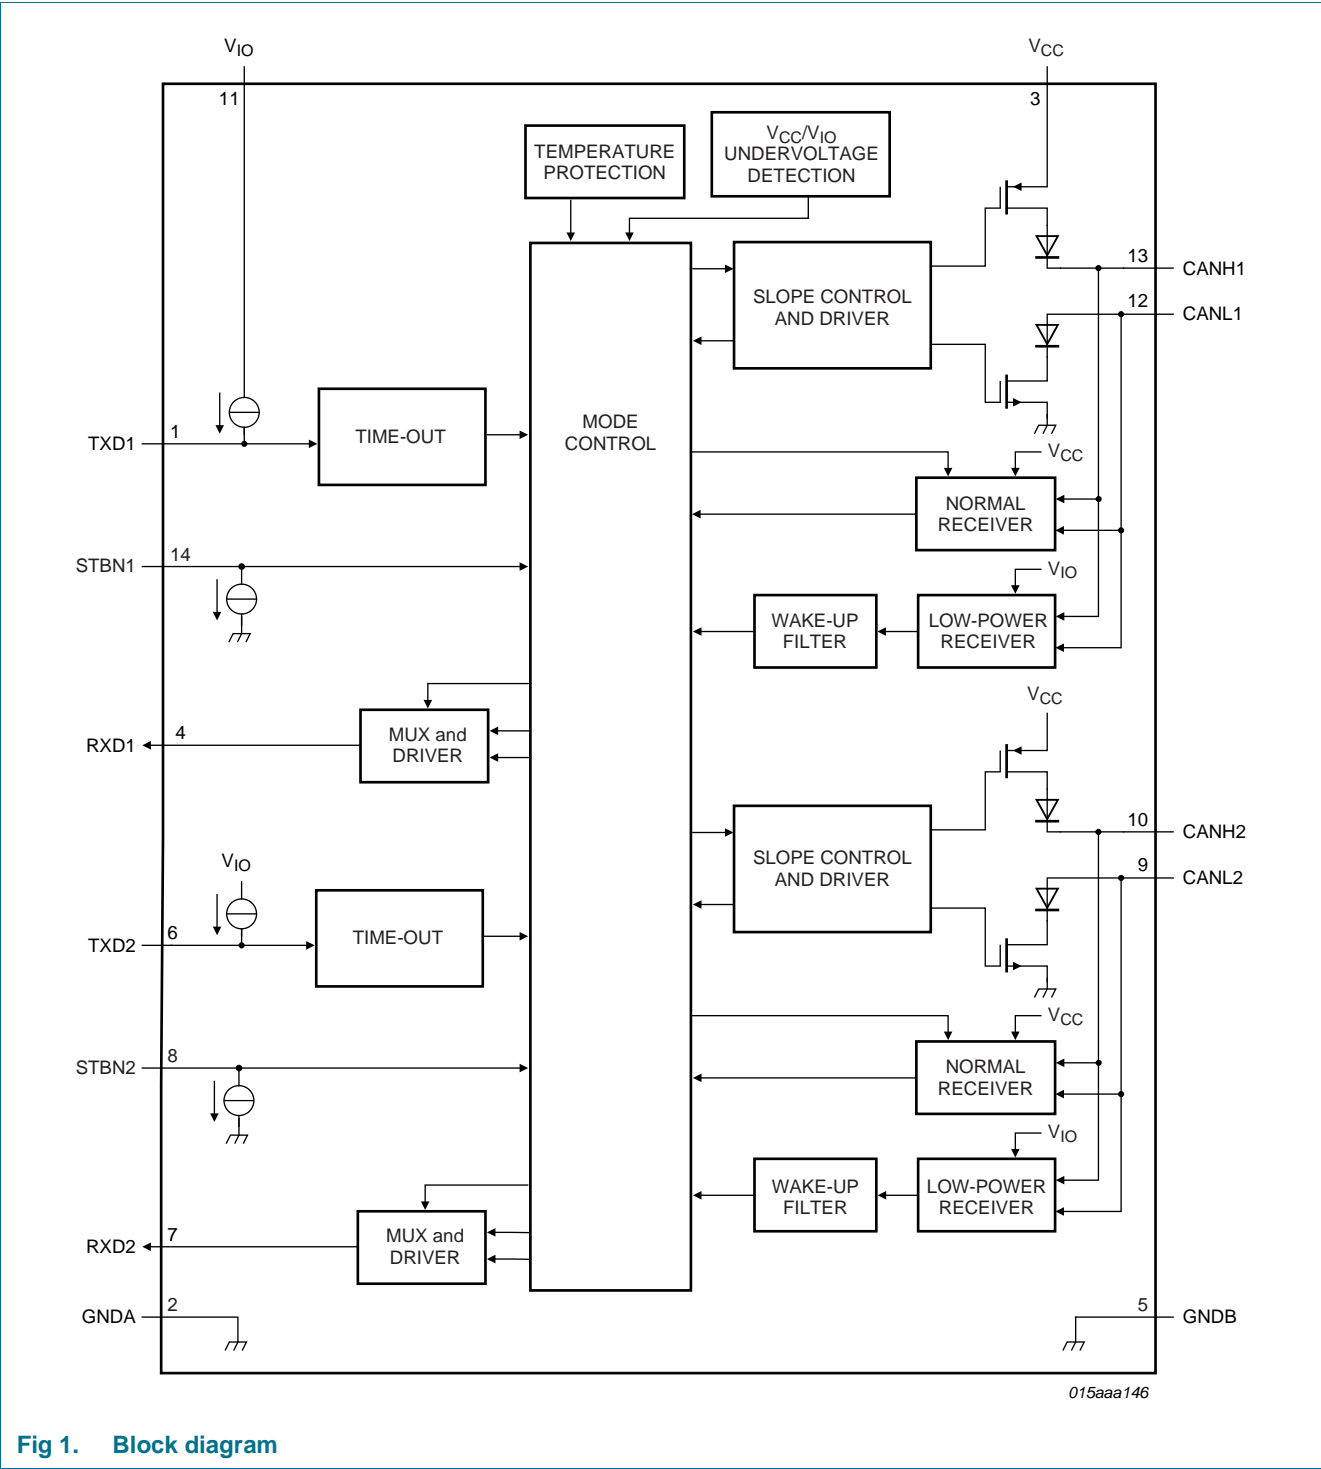 VIO
VCC
11
3
TEMPERATURE
PROTECTION
VCC/VIO
UNDERVOLTAGE
DETECTION
13
CANH1
SLOPE CONTROL
AND DRIVER
12
CANL1
MODE
CONTROL
TIME-OUT
1
TXD1
VCC
NORMAL
RECEIVER
14
STBN1
VIO
WAKE-UP
FILTER
LOW-POWER
RECEIVER
VCC
4
RXD1
MUX and
DRIVER
10
CANH2
SLOPE CONTROL
AND DRIVER
VIO
9
CANL2
6
TXD2
TIME-OUT
VCC
8
STBN2
NORMAL
RECEIVER
VIO
WAKE-UP
FILTER
LOW-POWER
RECEIVER
7
RXD2
MUX and
DRIVER
2
GNDA
5
GNDB
015aaa146
Fig 1. Block diagram